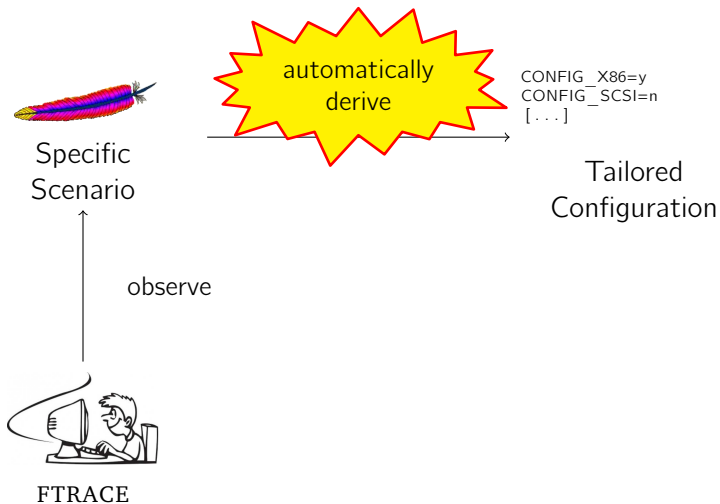 automatically
derive
CONFIG_X86=y
CONFIG_SCSI=n
[...]
Specific
Scenario
Tailored
Configuration
observe
FTRACE